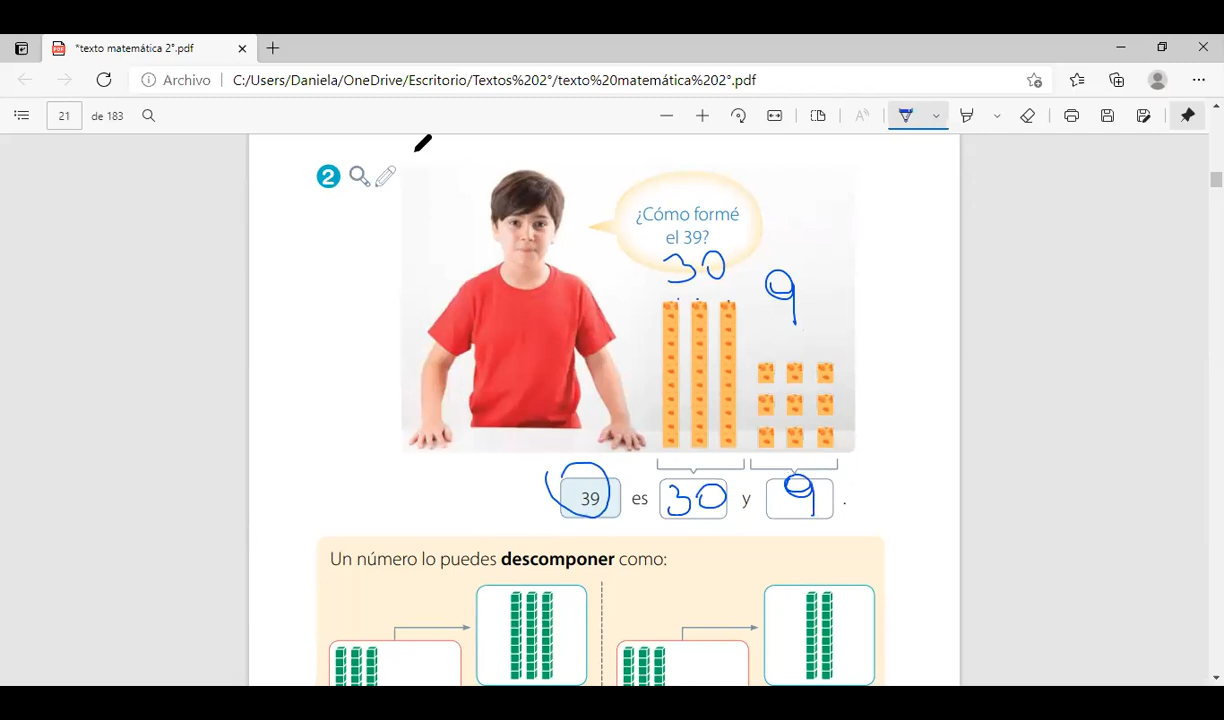 *texto matemática 2°.pdf
Archivo C:/Users/Daniela/OneDrive/Escritorio/Textos%202°/texto%20matemática%202°.pdf
21 de 183
2
¿Cómo formé
el 39?
30 9
39 es 30 y 9 .
Un número lo puedes descomponer como: